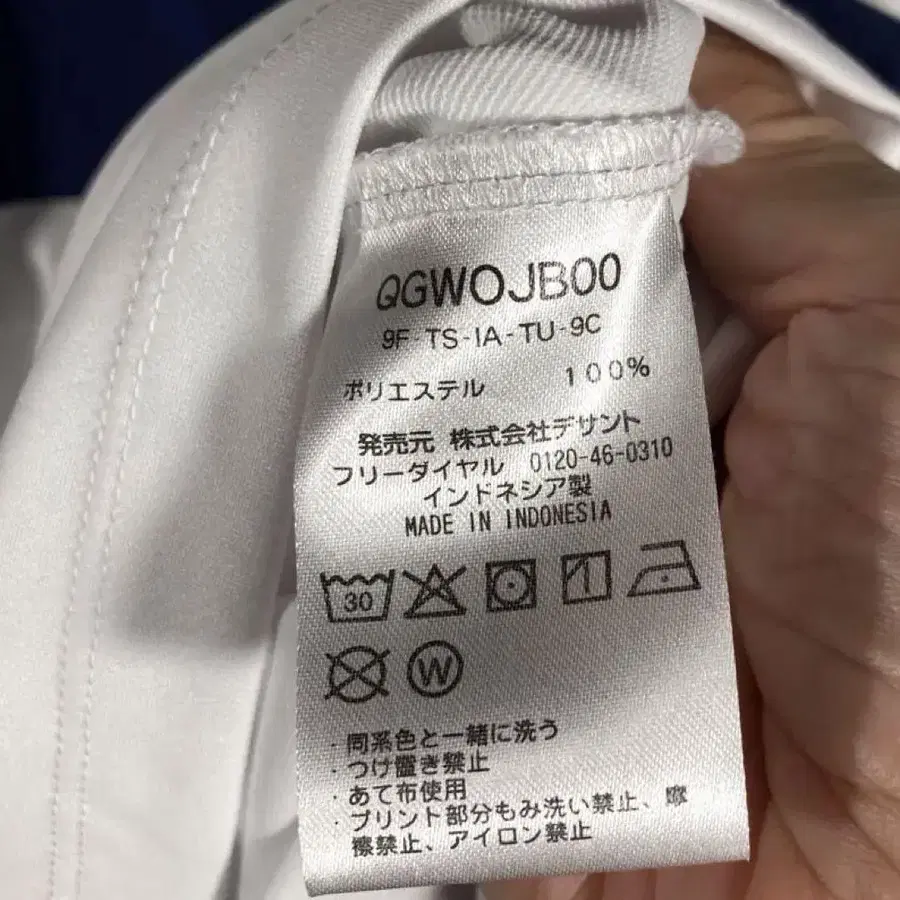 QGWOJB00
9F-TS-IA-TU-9C
ポリエステル 100%
発売元 株式会社デサント
フリーダイヤル 0120-46-0310
インドネシア製
MADE IN INDONESIA
30
W
・同系色と一緒に洗う
・つけ置き禁止
・あて布使用
・プリント部分もみ洗い禁止、摩
擦禁止、アイロン禁止